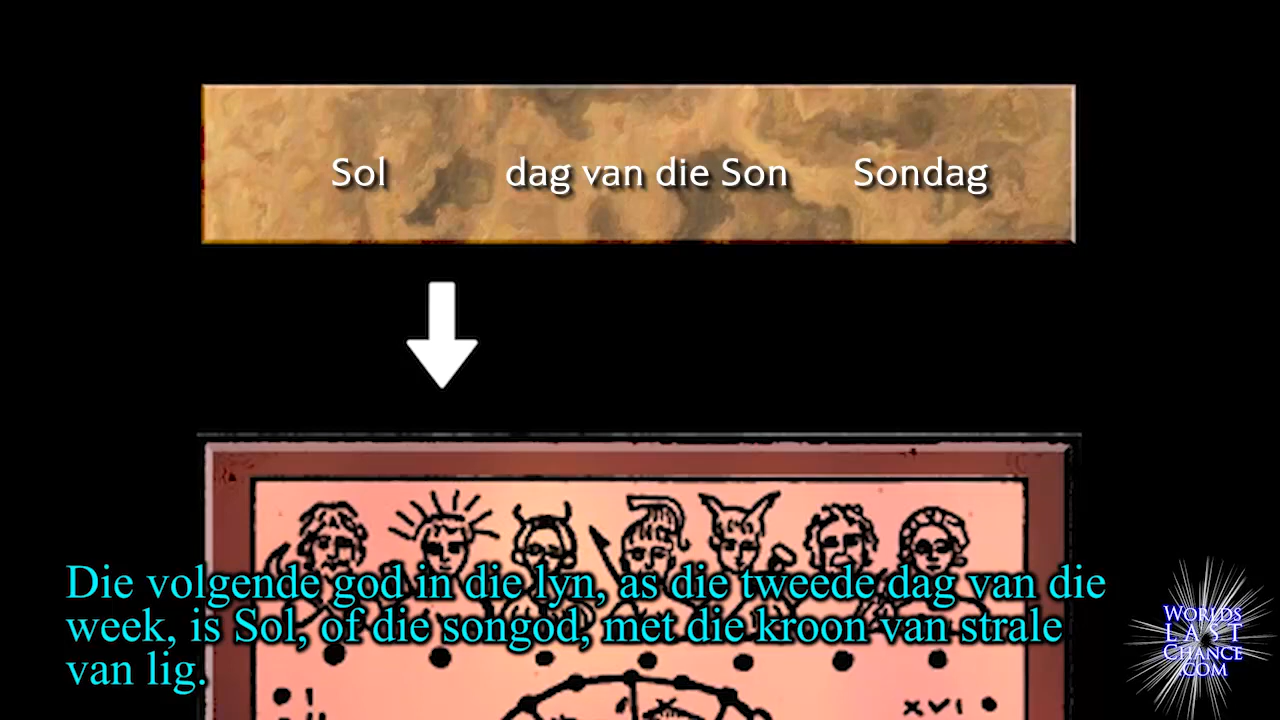 Sol dag van die Son Sondag
Die volgende god in die lyn, as die tweede dag van die
week, is Sol, of die songod, met die kroon van strale
van lig.
XVI
WORLDS
LAST
CHANCE
.COM